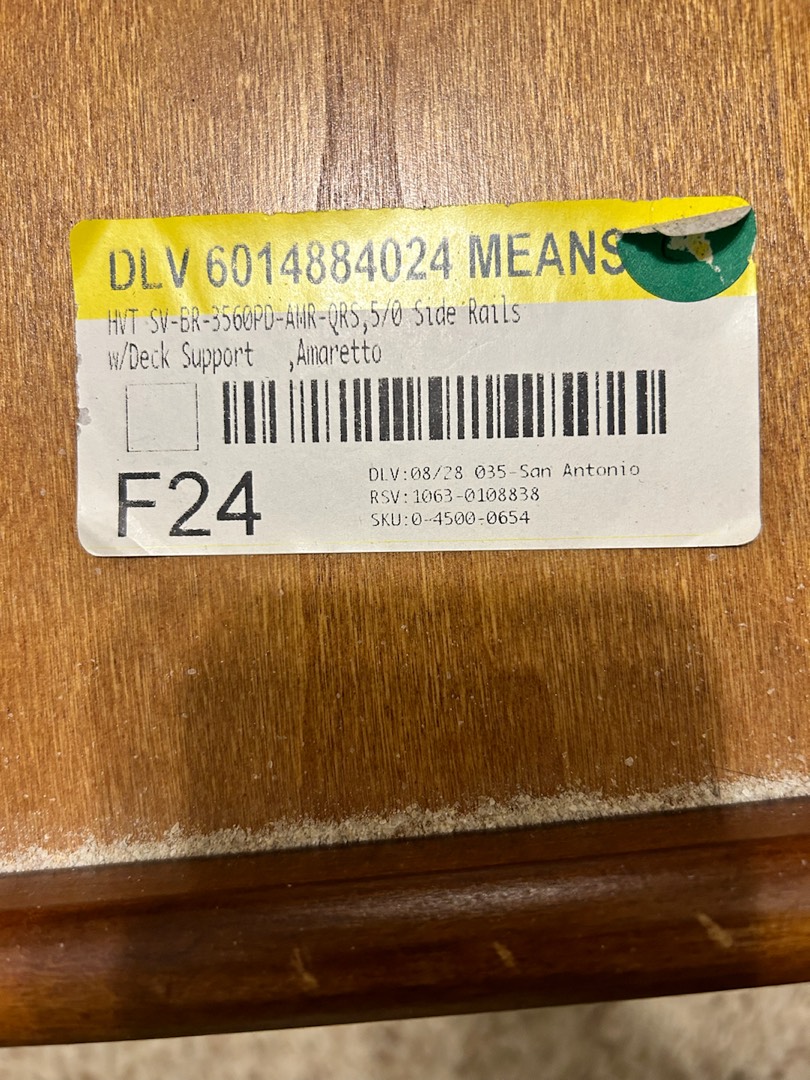 DLV 6014884024 MEANS
HVT SV-BR-3560PD-AMR-QRS,5/0 Side Rails
w/Deck Support ,Amaretto
F24
DLV:08/28 035-San Antonio
RSV:1063-0108838
SKU:0-4500-0654